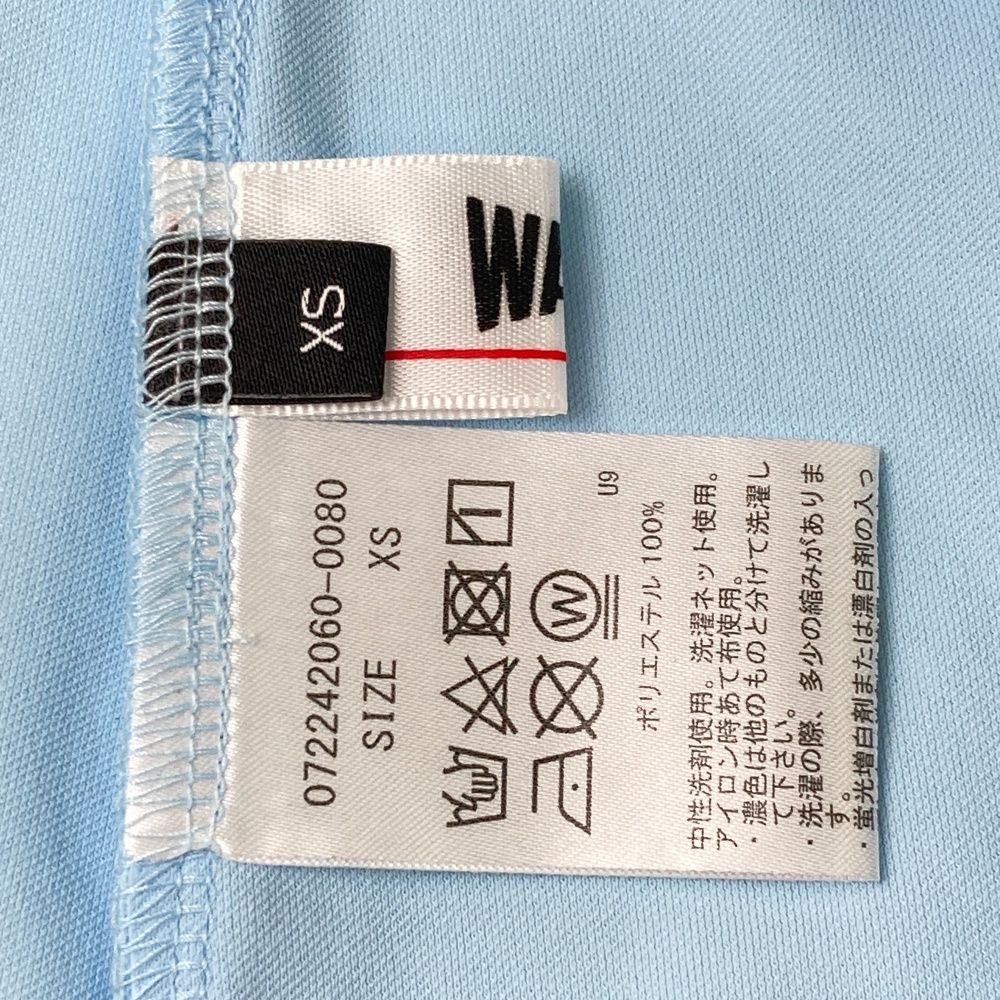 WA
XS
072242060-0080
SIZE XS
U9
W
ポリエステル 100%
中性洗剤使用。洗濯ネット使用。
アイロン時あて布使用。
・濃色は他のものと分けて洗濯し
て下さい。
・洗濯の際、多少の縮みがありま
す。
・蛍光増白剤または漂白剤の入っ